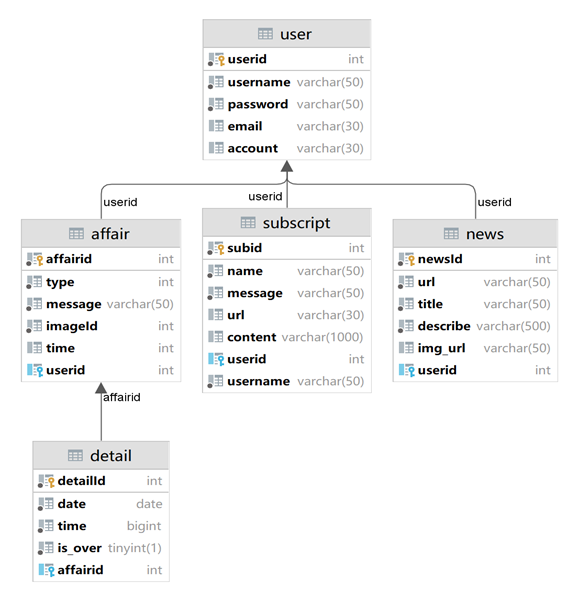 user
userid int
username varchar(50)
password varchar(50)
email varchar(30)
account varchar(30)
userid
userid
userid
affair
affairid int
type int
message varchar(50)
imageId int
time int
userid int
subscript
subid int
name varchar(50)
message varchar(50)
url varchar(30)
content varchar(1000)
userid int
username varchar(50)
news
newsId int
url varchar(50)
title varchar(50)
describe varchar(500)
img_url varchar(50)
userid int
affairid
detail
detailId int
date date
time bigint
is_over tinyint(1)
affairid int